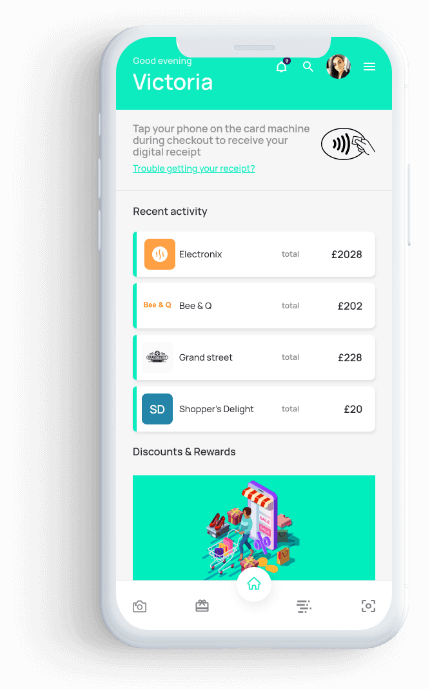 Good evening
Victoria
Tap your phone on the card machine
during checkout to receive your
digital receipt
Trouble getting your receipt?
Recent activity
Electronix total £2028
Bee & Q Bee & Q total £202
Grand street total £228
SD Shopper's Delight total £20
Discounts & Rewards
SALE